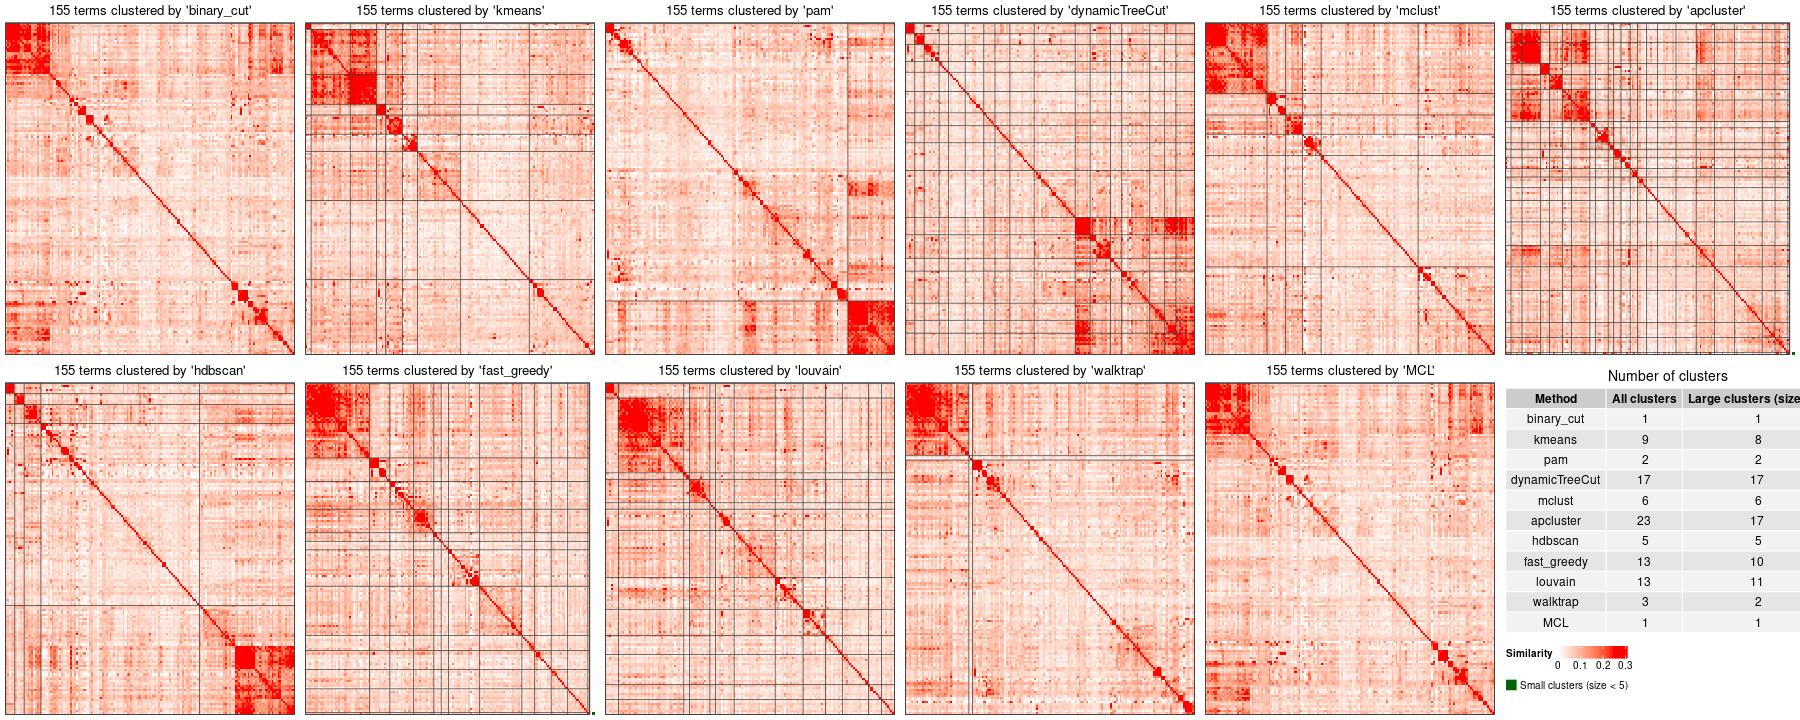 155 terms clustered by 'binary_cut'
155 terms clustered by 'kmeans'
155 terms clustered by 'pam'
155 terms clustered by 'dynamicTreeCut'
155 terms clustered by 'mclust'
155 terms clustered by 'apcluster'
155 terms clustered by 'hdbscan'
155 terms clustered by 'fast_greedy'
155 terms clustered by 'louvain'
155 terms clustered by 'walktrap'
155 terms clustered by 'MCL'
Number of clusters
Method All clusters Large clusters (size
binary_cut 1 1
kmeans 9 8
pam 2 2
dynamicTreeCut 17 17
mclust 6 6
apcluster 23 17
hdbscan 5 5
fast_greedy 13 10
louvain 13 11
walktrap 3 2
MCL 1 1
Similarity
0 0.1 0.2 0.3
Small clusters (size < 5)